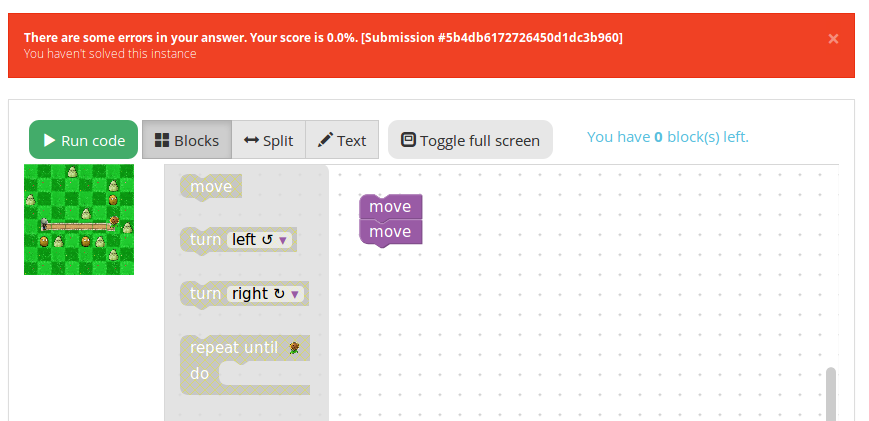 There are some errors in your answer. Your score is 0.0%. [Submission #5b4db6172726450d1dc3b960]
You haven't solved this instance
×
Run code
Blocks
Split
Text
Toggle full screen
You have 0 block(s) left.
move
turn left ↺ ▾
turn right ↻ ▾
repeat until
do
move
move